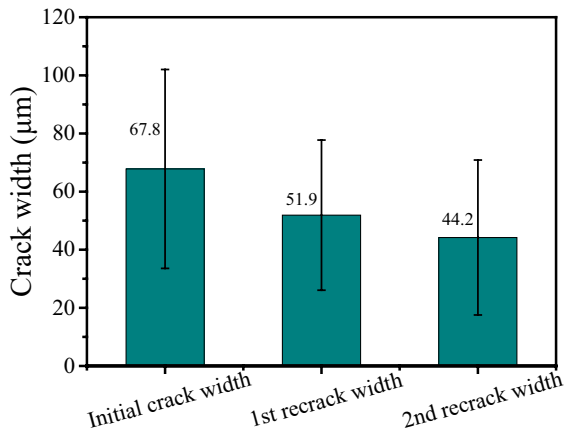 120
100
80
60
40
20
0
Crack width (μm)
67.8
51.9
44.2
Initial crack width
1st recrack width
2nd recrack width